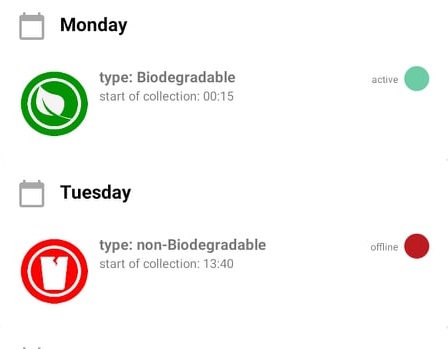 Monday
type: Biodegradable
active
start of collection: 00:15
Tuesday
type: non-Biodegradable
offline
start of collection: 13:40